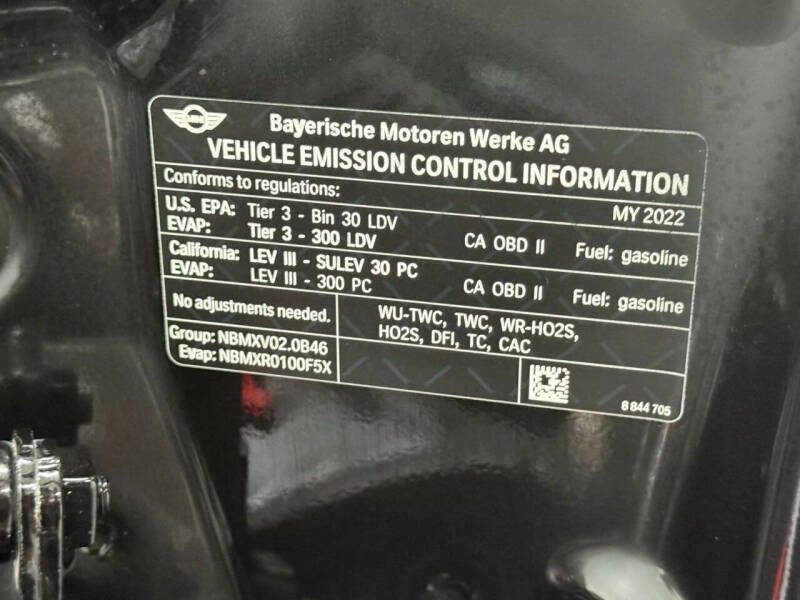 MINI
Bayerische Motoren Werke AG
VEHICLE EMISSION CONTROL INFORMATION
Conforms to regulations:
MY 2022
U.S. EPA: Tier 3 - Bin 30 LDV
EVAP: Tier 3 - 300 LDV
CA OBD II Fuel: gasoline
California: LEV III - SULEV 30 PC
EVAP: LEV III - 300 PC
CA OBD II Fuel: gasoline
No adjustments needed.
WU-TWC, TWC, WR-HO2S,
HO2S, DFI, TC, CAC
Group: NBMXV02.0B46
Evap: NBMXR0100F5X
8 844 705